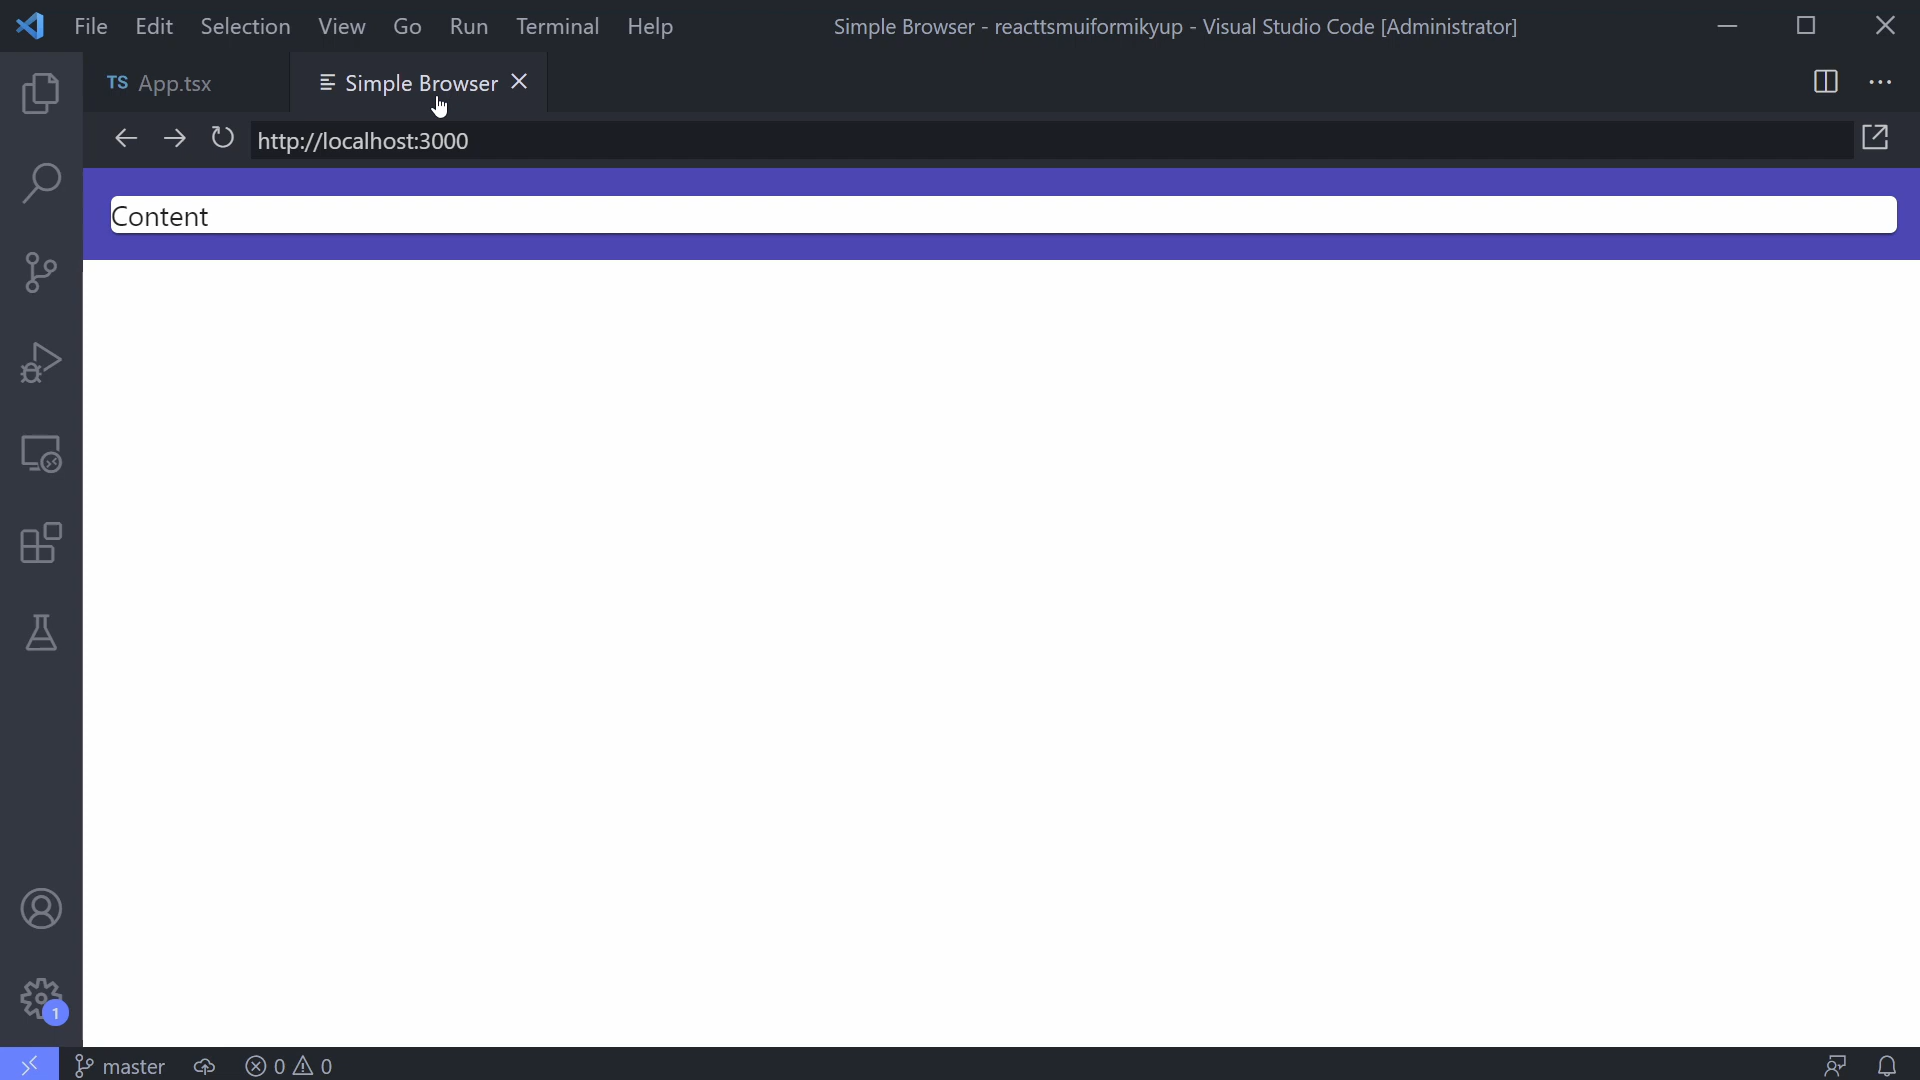 File Edit Selection View Go Run Terminal Help Simple Browser - reacttsmuiformikyup - Visual Studio Code [Administrator]
TS App.tsx Simple Browser
http://localhost:3000
Content
1
master 0 0